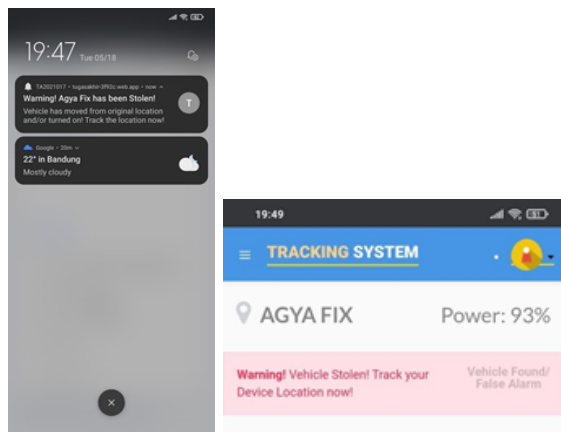 19:47 Tue 05/18
TA2021017 • tugasakhir-3f93c.web.app • now
Warning! Agya Fix has been Stolen!
Vehicle has moved from original location
and/or turned on! Track the location now!
T
Google • 20m
22° in Bandung
Mostly cloudy
19:49
TRACKING SYSTEM
AGYA FIX
Power: 93%
Warning! Vehicle Stolen! Track your
Device Location now!
Vehicle Found/
False Alarm